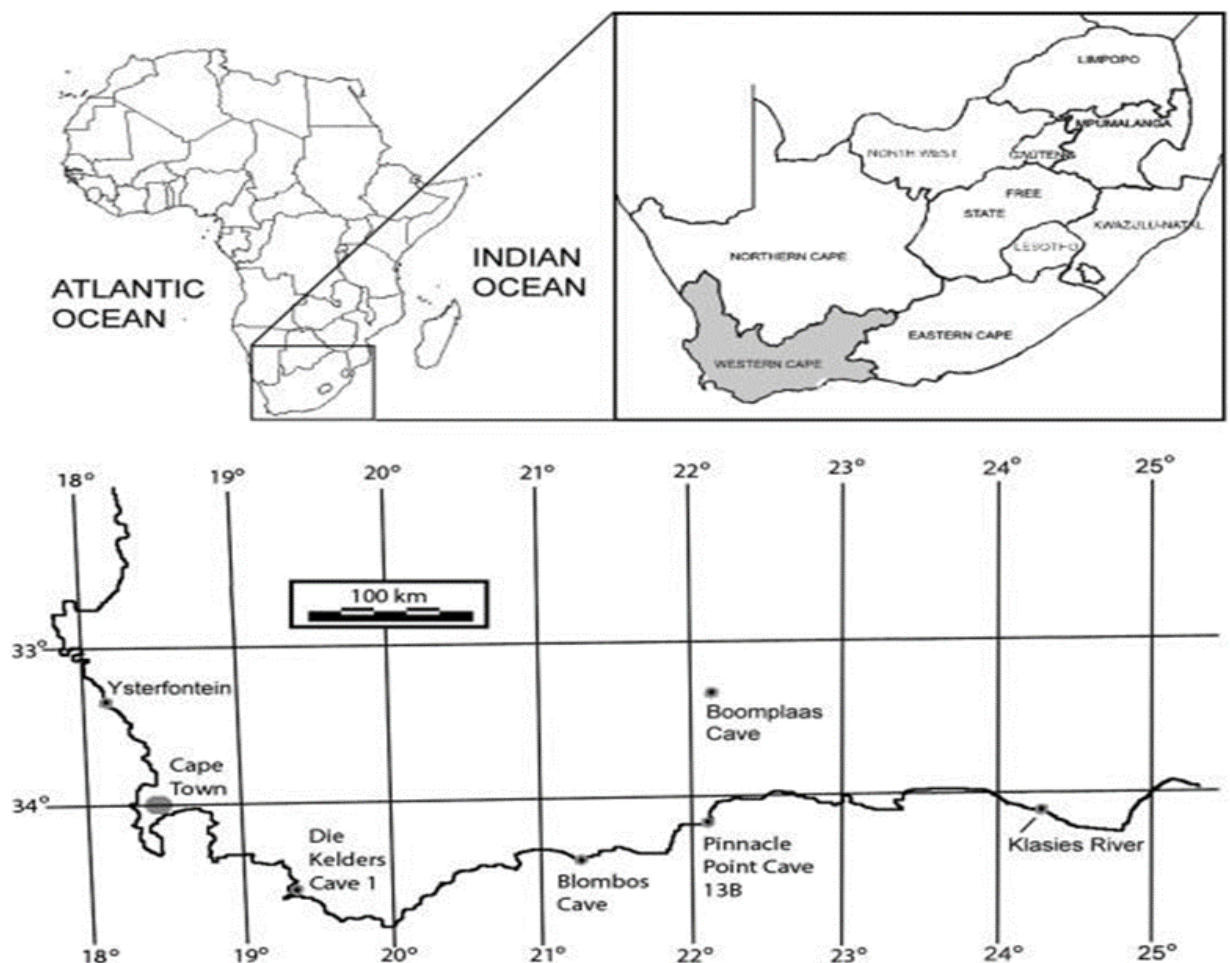 ATLANTIC
OCEAN
INDIAN
OCEAN
LIMPOPO
MPUMALANGA
NORTH WEST
GAUTENG
FREE
STATE
KWAZULU-NATAL
LESOTHO
NORTHERN CAPE
EASTERN CAPE
WESTERN CAPE
18° 19° 20° 21° 22° 23° 24° 25°
100 km
33°
Ysterfontein
Boomplaas
Cave
Cape
Town
34°
Die
Kelders
Cave 1
Blombos
Cave
Pinnacle
Point Cave
13B
Klasies River
18° 19° 20° 21° 22° 23° 24° 25°